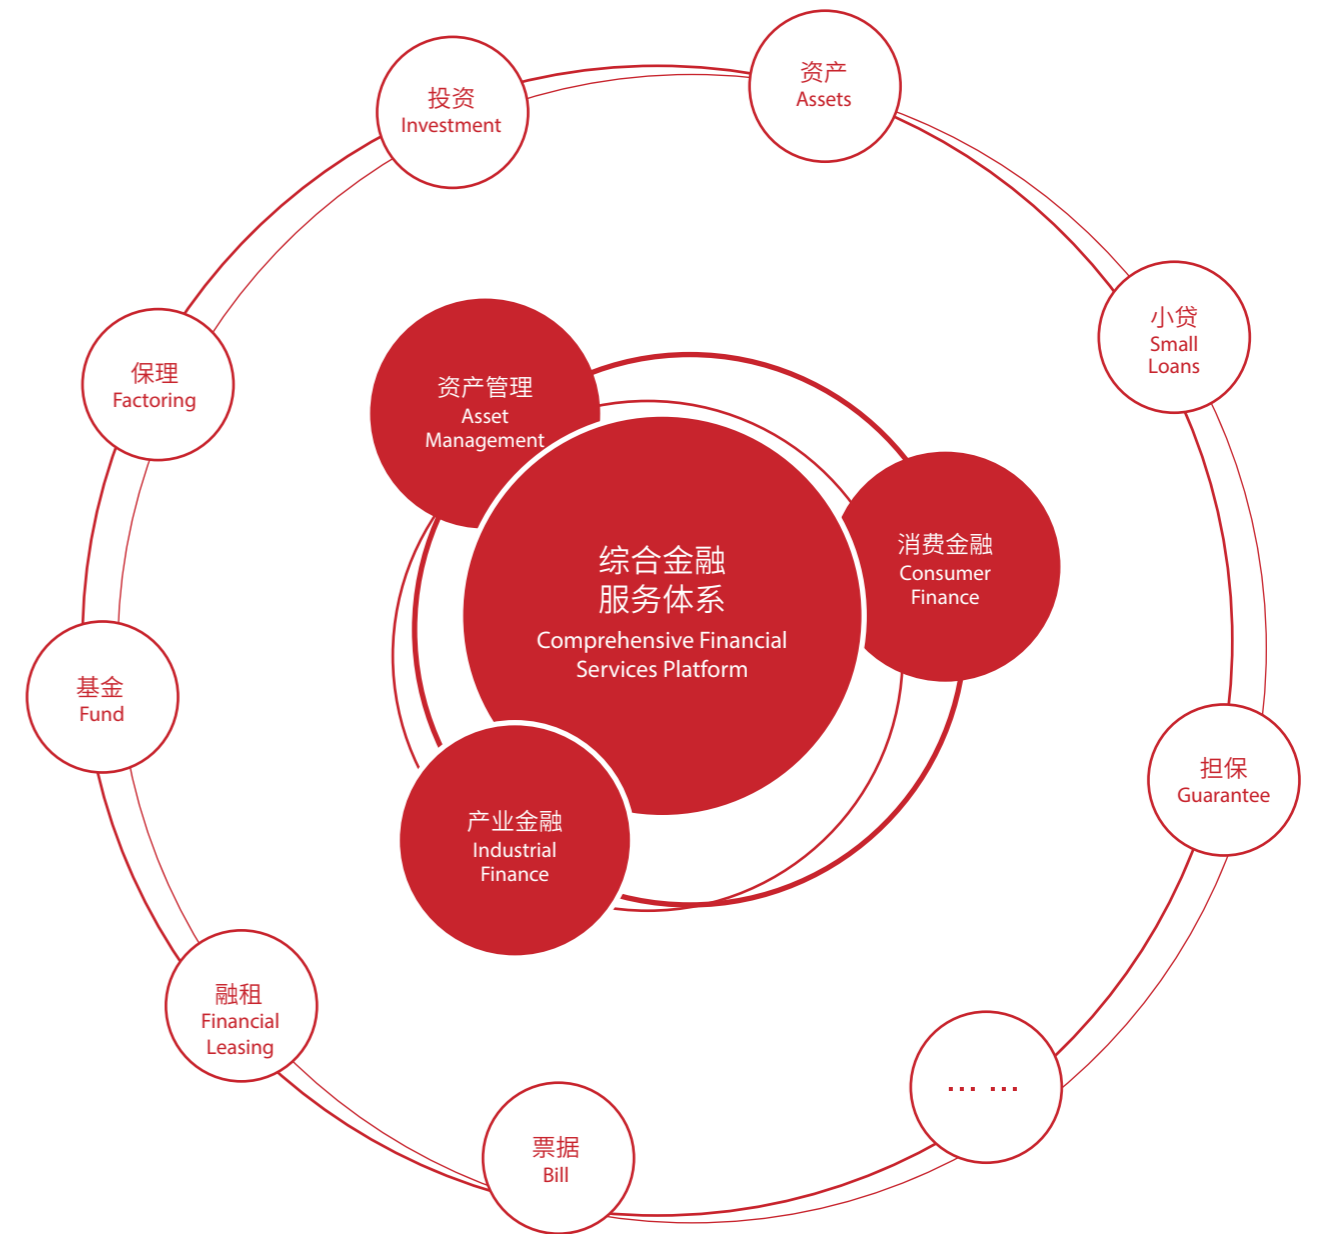 资产
Assets
投资
Investment
小贷
Small
Loans
保理
Factoring
资产管理
Asset
Management
消费金融
Consumer
Finance
综合金融
服务体系
Comprehensive Financial
Services Platform
基金
Fund
担保
Guarantee
产业金融
Industrial
Finance
融租
Financial
Leasing
... ...
票据
Bill